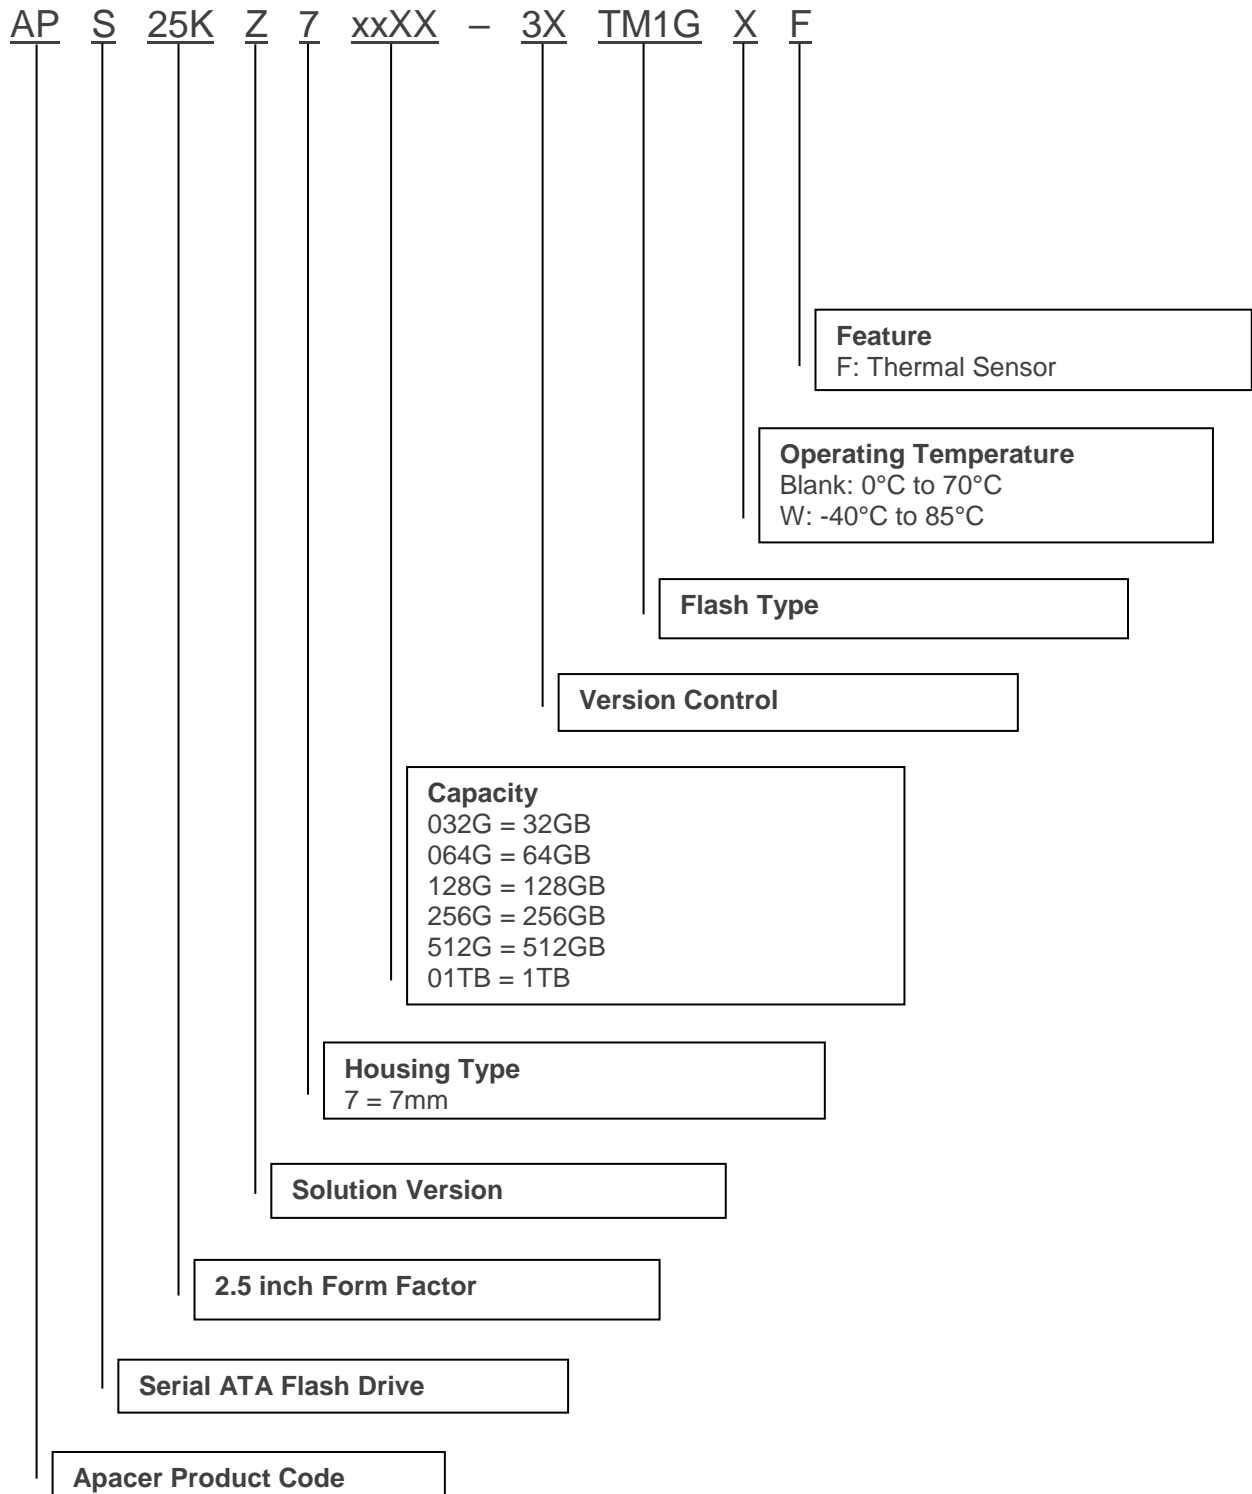 AP S 25K Z 7 xxXX – 3X TM1G X F
Feature
F: Thermal Sensor
Operating Temperature
Blank: 0°C to 70°C
W: -40°C to 85°C
Flash Type
Version Control
Capacity
032G = 32GB
064G = 64GB
128G = 128GB
256G = 256GB
512G = 512GB
01TB = 1TB
Housing Type
7 = 7mm
Solution Version
2.5 inch Form Factor
Serial ATA Flash Drive
Apacer Product Code